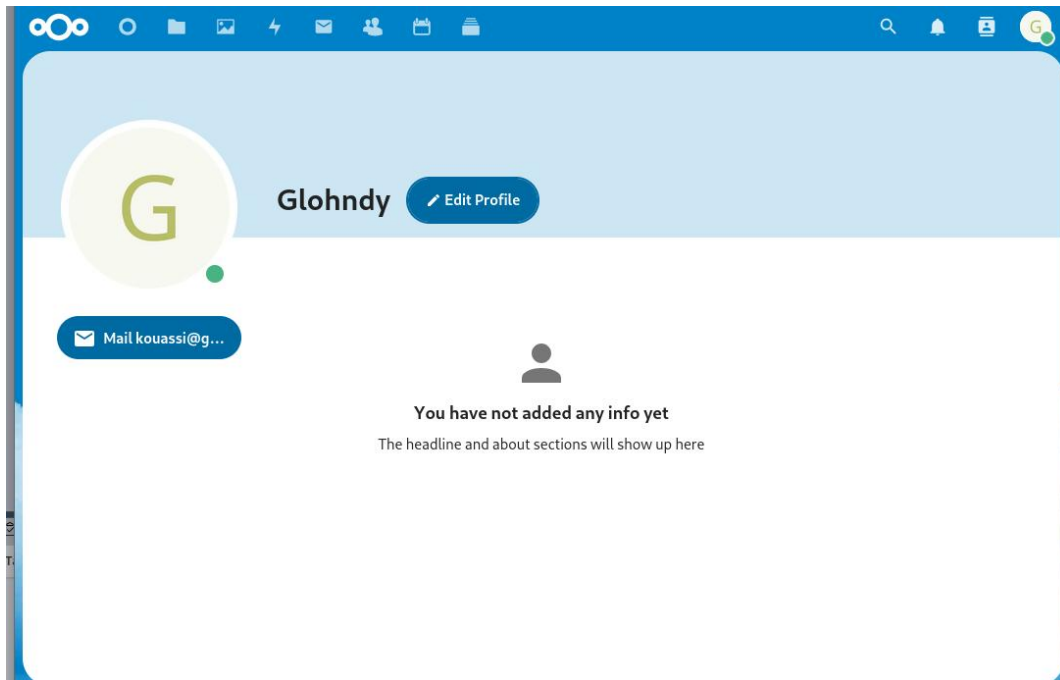 G
G
Glohndy
Edit Profile
Mail kouassi@g...
You have not added any info yet
The headline and about sections will show up here